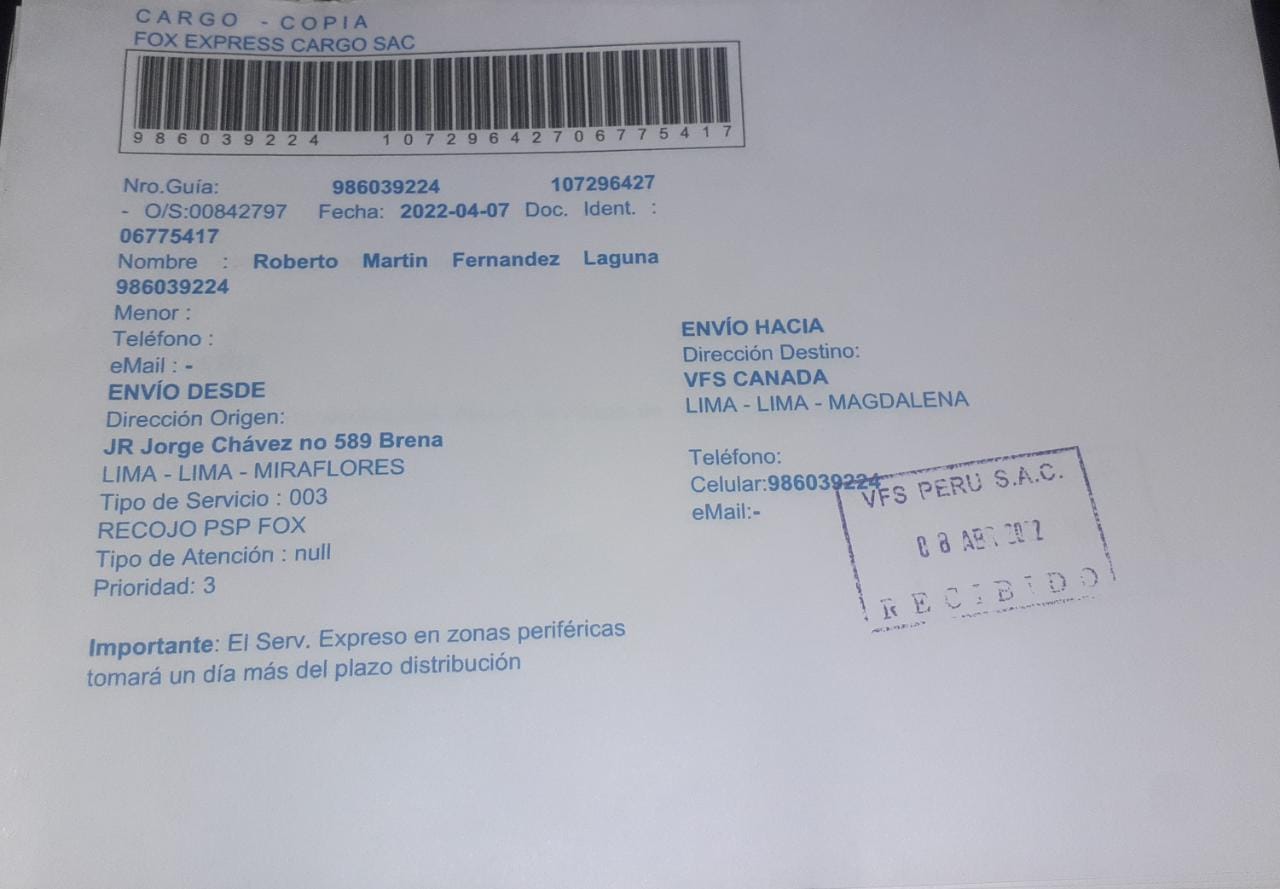 CARGO - COPIA
FOX EXPRESS CARGO SAC
986039224 10729642706775417
Nro.Guía: 986039224 107296427
- O/S:00842797 Fecha: 2022-04-07 Doc. Ident. :
06775417
Nombre : Roberto Martin Fernandez Laguna
986039224
Menor :
Teléfono :
eMail : -
ENVÍO DESDE
Dirección Origen:
JR Jorge Chávez no 589 Brena
LIMA - LIMA - MIRAFLORES
Tipo de Servicio : 003
RECOJO PSP FOX
Tipo de Atención : null
Prioridad: 3
Importante: El Serv. Expreso en zonas periféricas
tomará un día más del plazo distribución
ENVÍO HACIA
Dirección Destino:
VFS CANADA
LIMA - LIMA - MAGDALENA
Teléfono:
Celular:986039224
eMail:-
VFS PERU S.A.C.
08 ABR 2022
RECIBIDO